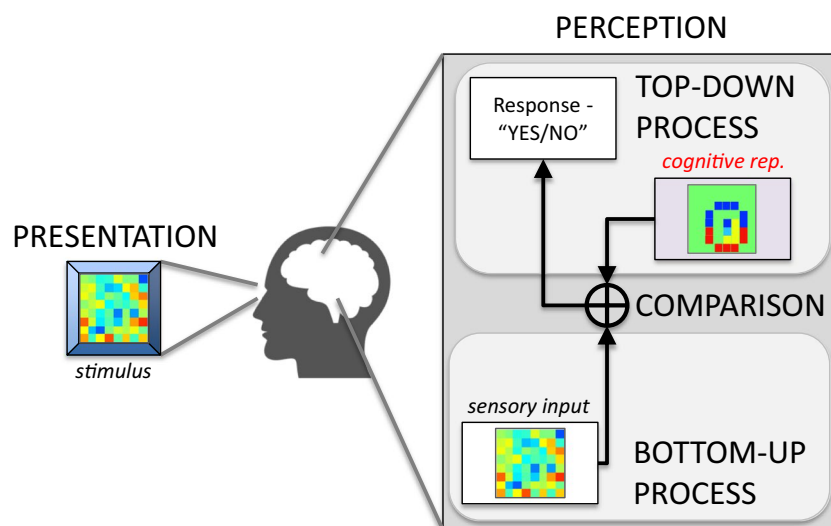 PERCEPTION
Response -
“YES/NO”
TOP-DOWN
PROCESS
cognitive rep.
PRESENTATION
stimulus
COMPARISON
sensory input
BOTTOM-UP
PROCESS